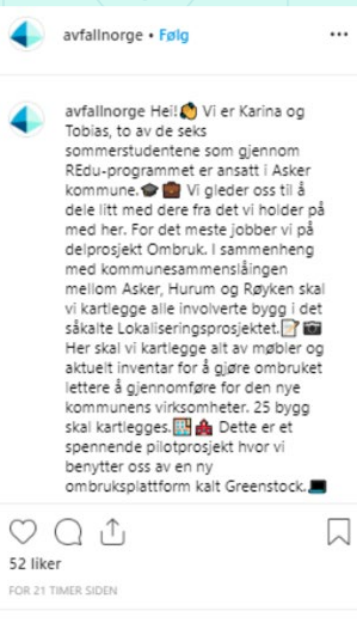 avfallnorge • Følg
avfallnorge Hei!👏 Vi er Karina og
Tobias, to av de seks
sommerstudentene som gjennom
REdu-programmet er ansatt i Asker
kommune.🎓💼 Vi gleder oss til å
dele litt med dere fra det vi holder på
med her. For det meste jobber vi på
delprosjekt Ombruk. I sammenheng
med kommunesammenslåingen
mellom Asker, Hurum og Røyken skal
vi kartlegge alle involverte bygg i det
såkalte Lokaliseringsprosjektet.📝📷
Her skal vi kartlegge alt av møbler og
aktuelt inventar for å gjøre ombruket
lettere å gjennomføre for den nye
kommunens virksomheter. 25 bygg
skal kartlegges.🏢🏫 Dette er et
spennende pilotprosjekt hvor vi
benytter oss av en ny
ombruksplattform kalt Greenstock.💻
52 liker
FOR 21 TIMER SIDEN